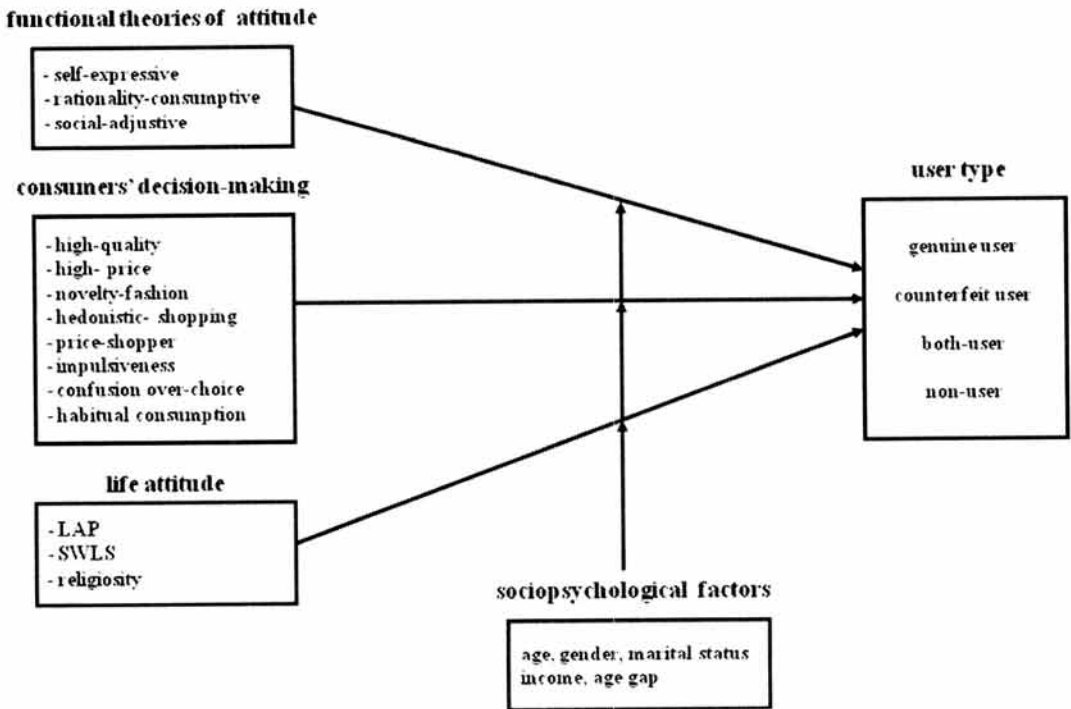 functional theories of attitude
- self-expressive
- rationality-consumptive
- social-adjustive
consumers' decision-making
- high-quality
- high- price
- novelty-fashion
- hedonistic- shopping
- price-shopper
- impulsiveness
- confusion over-choice
- habitual consumption
life attitude
- LAP
- SWLS
- religiosity
user type
genuine user
counterfeit user
both-user
non-user
sociopsychological factors
age, gender, marital status
income, age gap